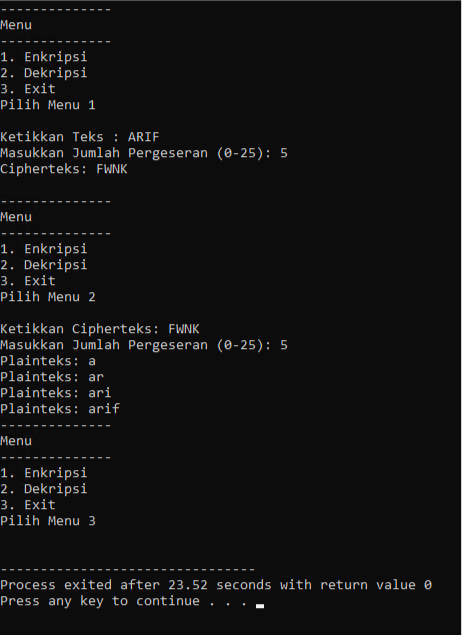 --------------
Menu
--------------
1. Enkripsi
2. Dekripsi
3. Exit
Pilih Menu 1
Ketikkan Teks : ARIF
Masukkan Jumlah Pergeseran (0-25): 5
Cipherteks: FWNK
--------------
Menu
--------------
1. Enkripsi
2. Dekripsi
3. Exit
Pilih Menu 2
Ketikkan Cipherteks: FWNK
Masukkan Jumlah Pergeseran (0-25): 5
Plainteks: a
Plainteks: ar
Plainteks: ari
Plainteks: arif
--------------
Menu
--------------
1. Enkripsi
2. Dekripsi
3. Exit
Pilih Menu 3
--------------------------------
Process exited after 23.52 seconds with return value 0
Press any key to continue . . .